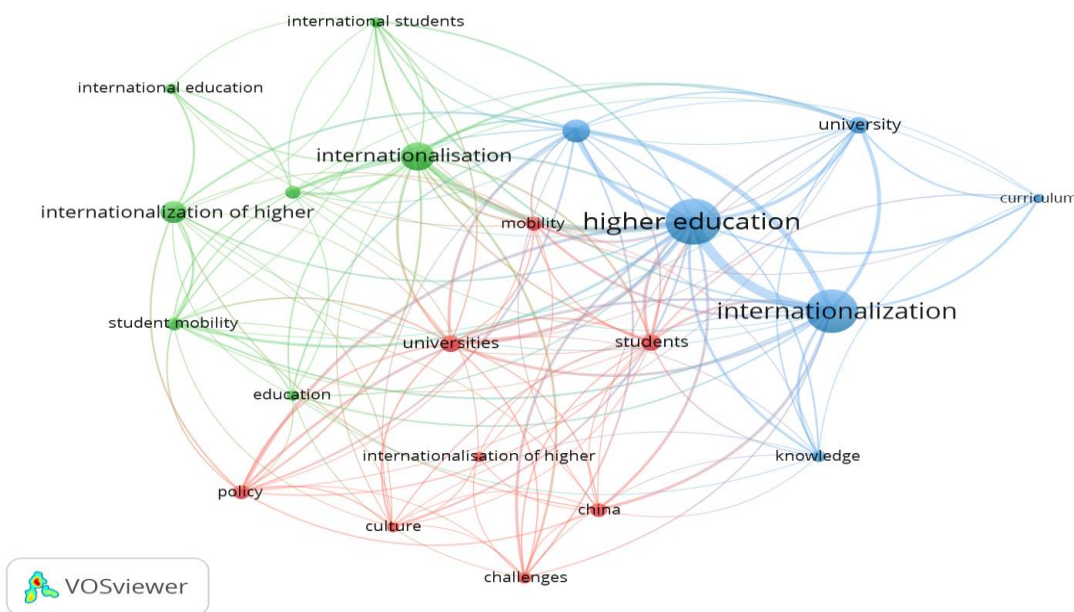 international students
international education
university
internationalisation
curriculum
internationalization of higher
mobility
higher education
internationalization
student mobility
universities
students
education
internationalisation of higher
knowledge
policy
china
culture
challenges
VOSviewer